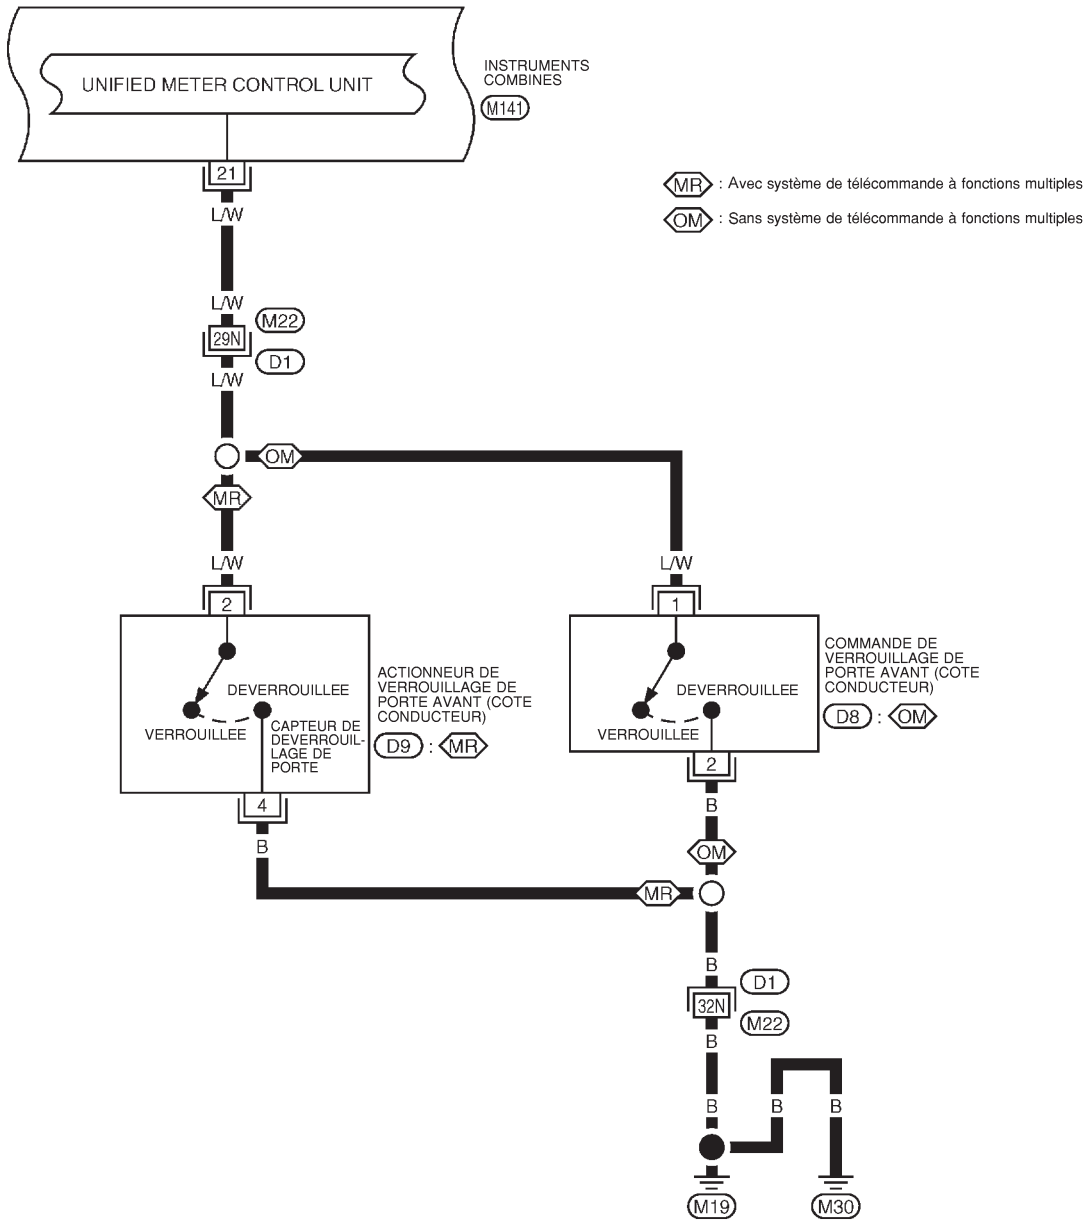 UNIFIED METER CONTROL UNIT
INSTRUMENTS
COMBINES
M141
21
L/W
MR : Avec système de télécommande à fonctions multiples
OM : Sans système de télécommande à fonctions multiples
L/W
M22
29N
D1
L/W
OM
MR
L/W
L/W
2
1
DEVERROUILLEE
VERROUILLEE
CAPTEUR DE
DEVERROUIL-
LAGE DE
PORTE
ACTIONNEUR DE
VERROUILLAGE DE
PORTE AVANT (COTE
CONDUCTEUR)
D9 : MR
DEVERROUILLEE
VERROUILLEE
COMMANDE DE
VERROUILLAGE DE
PORTE AVANT (COTE
CONDUCTEUR)
D8 : OM
4
2
B
B
OM
MR
B
D1
32N
M22
B
B
B
B
M19
M30